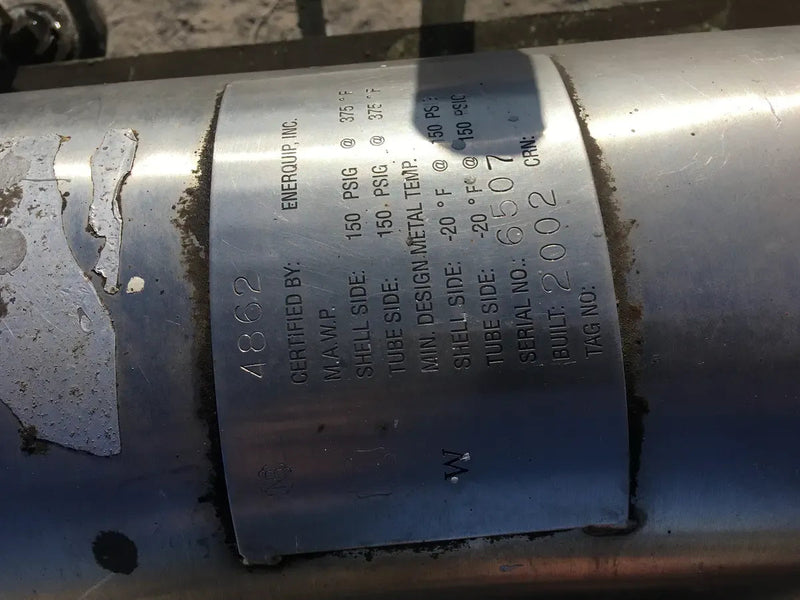 4862
CERTIFIED BY: ENERQUIP, INC.
M.A.W.P.
SHELL SIDE: 150 PSIG @ 375 °F
TUBE SIDE: 150 PSIG @ 375 °F
MIN. DESIGN METAL TEMP.
SHELL SIDE: -20 °F @ 150 PSIG
TUBE SIDE: -20 °F @ 150 PSIG
SERIAL NO.: 6507
BUILT: 2002 CRN:
TAG NO:
W